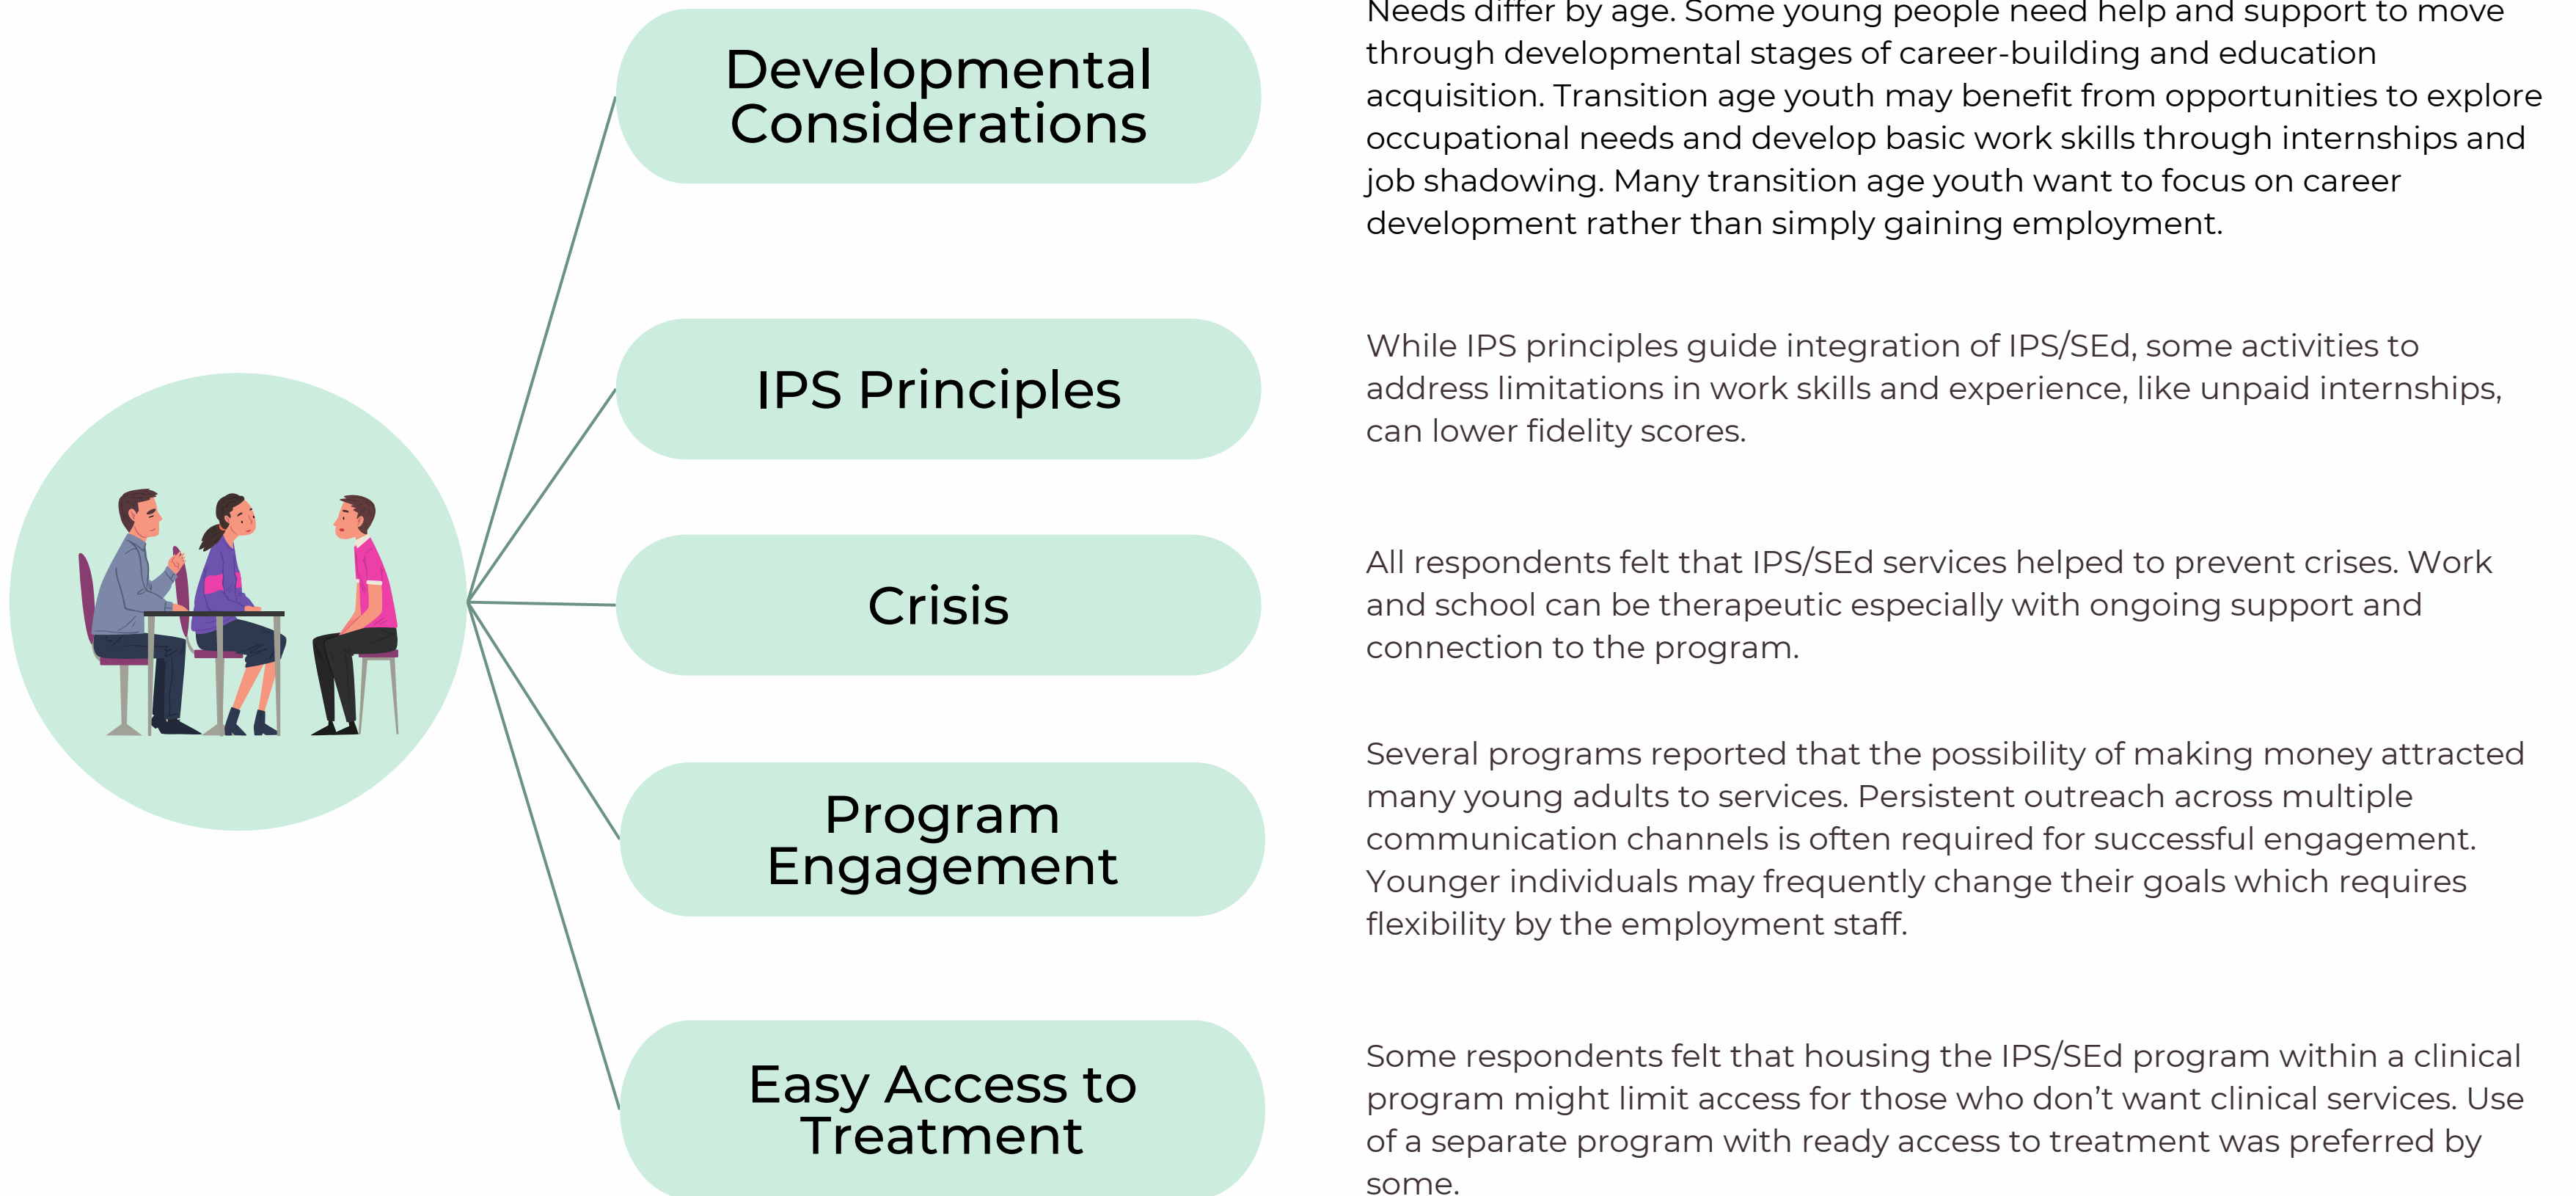 Developmental
Considerations
Needs differ by age. Some young people need help and support to move
through developmental stages of career-building and education
acquisition. Transition age youth may benefit from opportunities to explore
occupational needs and develop basic work skills through internships and
job shadowing. Many transition age youth want to focus on career
development rather than simply gaining employment.
IPS Principles
While IPS principles guide integration of IPS/SEd, some activities to
address limitations in work skills and experience, like unpaid internships,
can lower fidelity scores.
Crisis
All respondents felt that IPS/SEd services helped to prevent crises. Work
and school can be therapeutic especially with ongoing support and
connection to the program.
Program
Engagement
Several programs reported that the possibility of making money attracted
many young adults to services. Persistent outreach across multiple
communication channels is often required for successful engagement.
Younger individuals may frequently change their goals which requires
flexibility by the employment staff.
Easy Access to
Treatment
Some respondents felt that housing the IPS/SEd program within a clinical
program might limit access for those who don’t want clinical services. Use
of a separate program with ready access to treatment was preferred by
some.